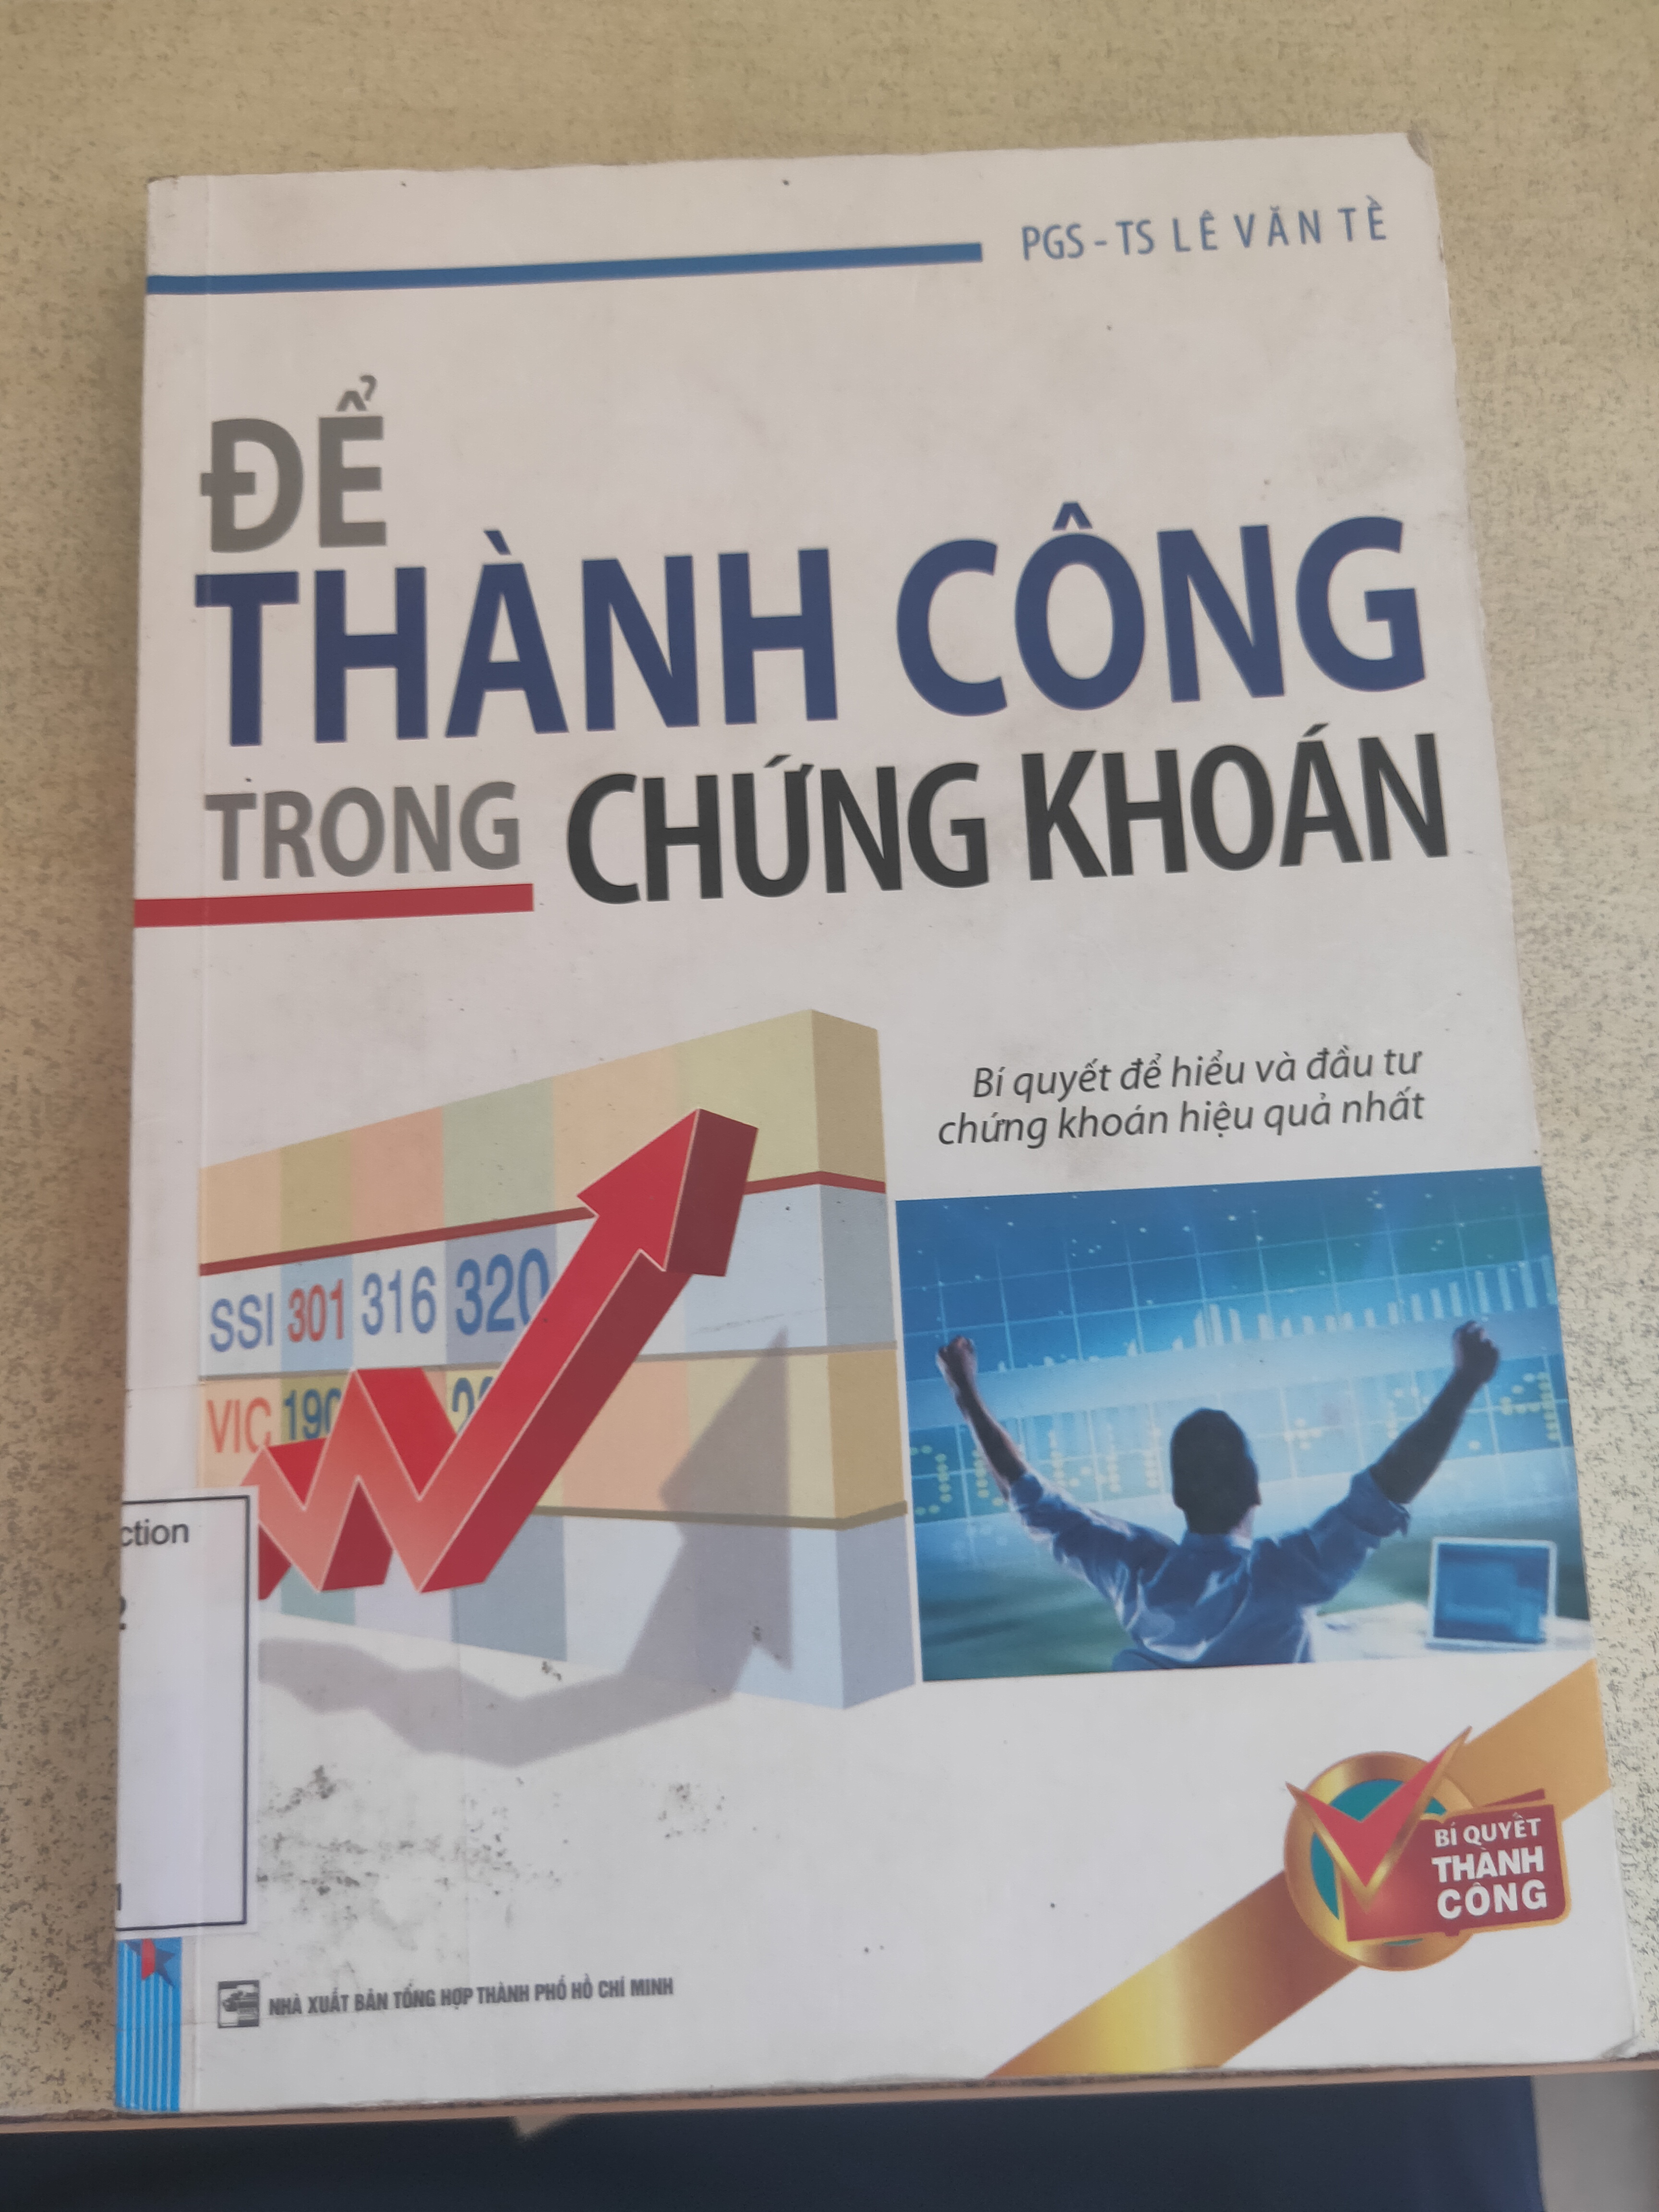 PGS - TS LÊ VĂN TỀ
ĐỂ
THÀNH CÔNG
TRONG CHỨNG KHOÁN
Bí quyết để hiểu và đầu tư
chứng khoán hiệu quả nhất
SSI 301 316 320
VIC 190
ction
BÍ QUYẾT
THÀNH
CÔNG
NHÀ XUẤT BẢN TỔNG HỢP THÀNH PHỐ HỒ CHÍ MINH